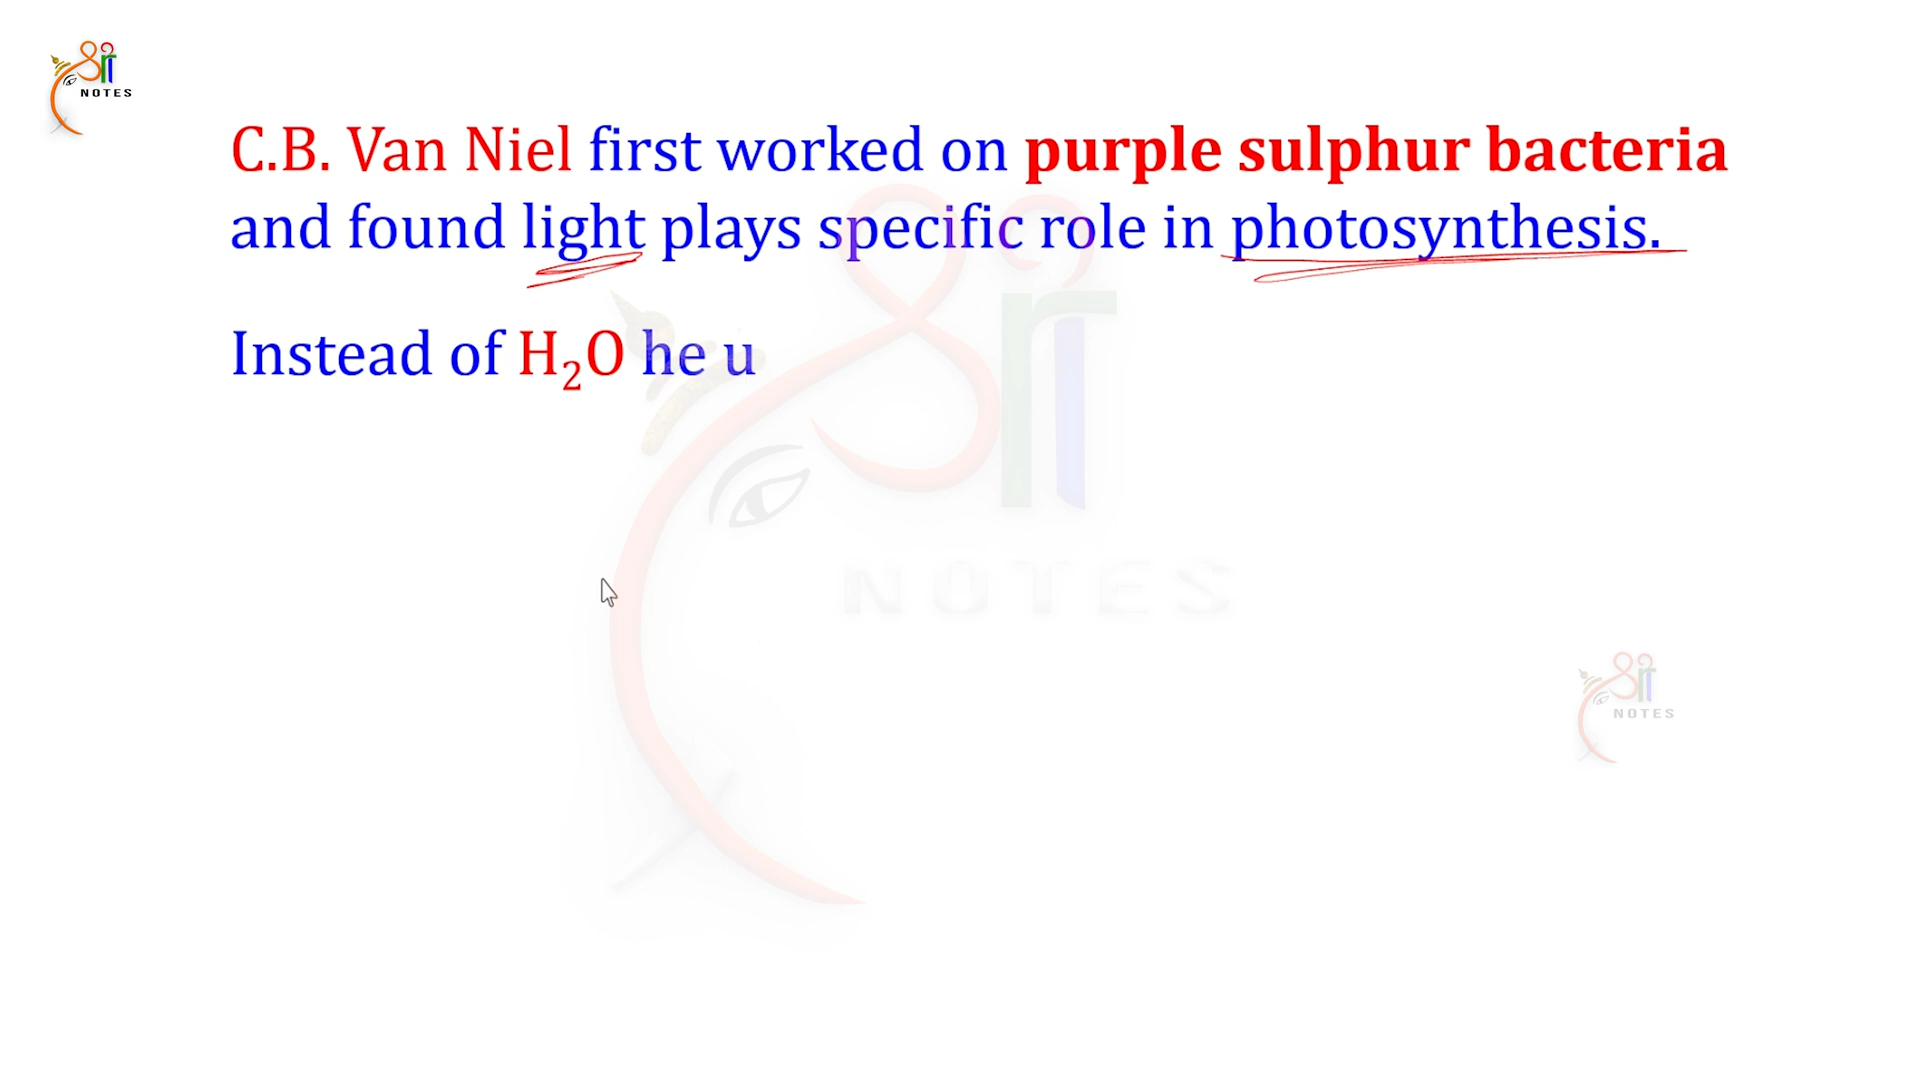 श्री
NOTES
C.B. Van Niel first worked on purple sulphur bacteria
and found light plays specific role in photosynthesis.
Instead of H₂O he u
श्री
NOTES
श्री
NOTES